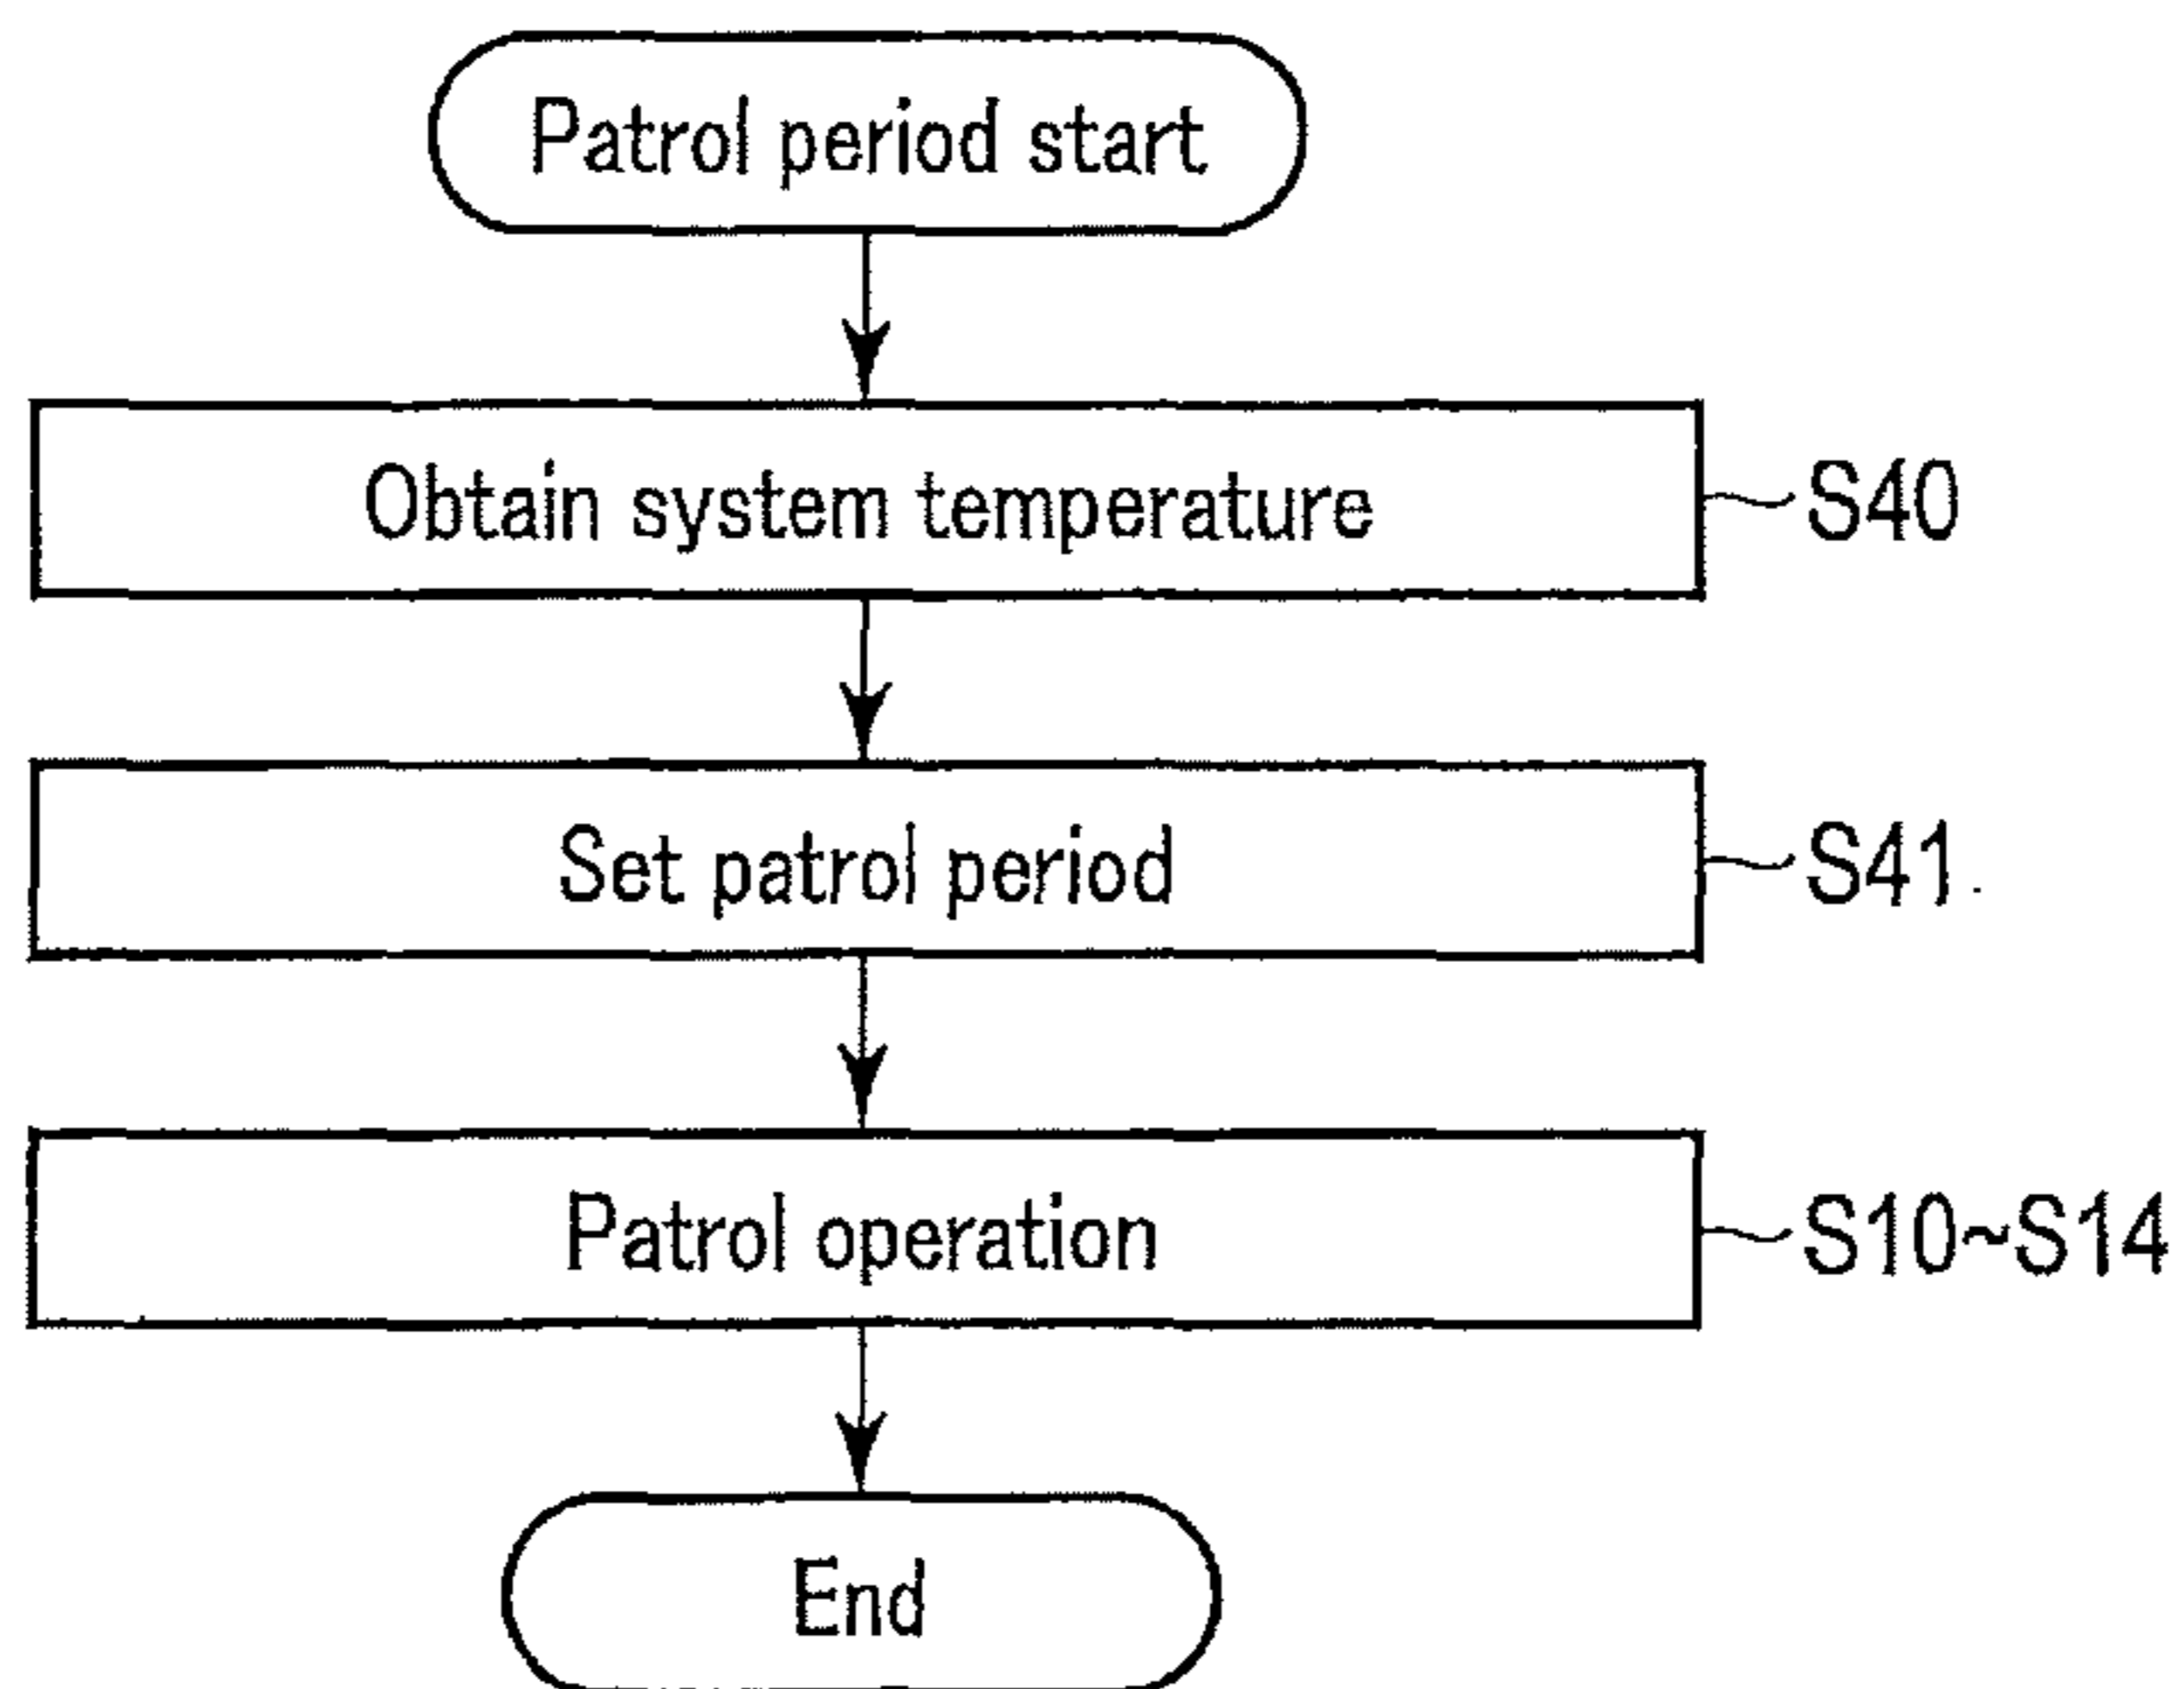 Patrol period start
Obtain system temperature
S40
Set patrol period
S41
Patrol operation
S10~S14
End